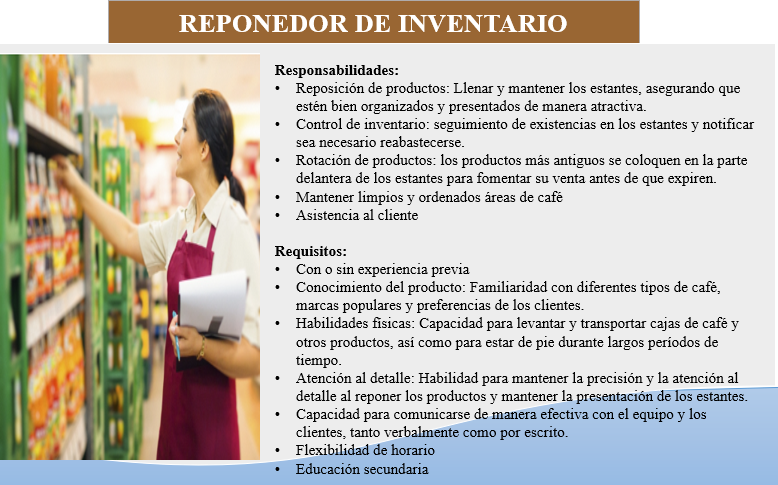 REPONEDOR DE INVENTARIO
Responsabilidades:
• Reposición de productos: Llenar y mantener los estantes, asegurando que
estén bien organizados y presentados de manera atractiva.
• Control de inventario: seguimiento de existencias en los estantes y notificar
sea necesario reabastecerse.
• Rotación de productos: los productos más antiguos se coloquen en la parte
delantera de los estantes para fomentar su venta antes de que expiren.
• Mantener limpios y ordenados áreas de café
• Asistencia al cliente
Requisitos:
• Con o sin experiencia previa
• Conocimiento del producto: Familiaridad con diferentes tipos de café,
marcas populares y preferencias de los clientes.
• Habilidades físicas: Capacidad para levantar y transportar cajas de café y
otros productos, así como para estar de pie durante largos períodos de
tiempo.
• Atención al detalle: Habilidad para mantener la precisión y la atención al
detalle al reponer los productos y mantener la presentación de los estantes.
• Capacidad para comunicarse de manera efectiva con el equipo y los
clientes, tanto verbalmente como por escrito.
• Flexibilidad de horario
• Educación secundaria